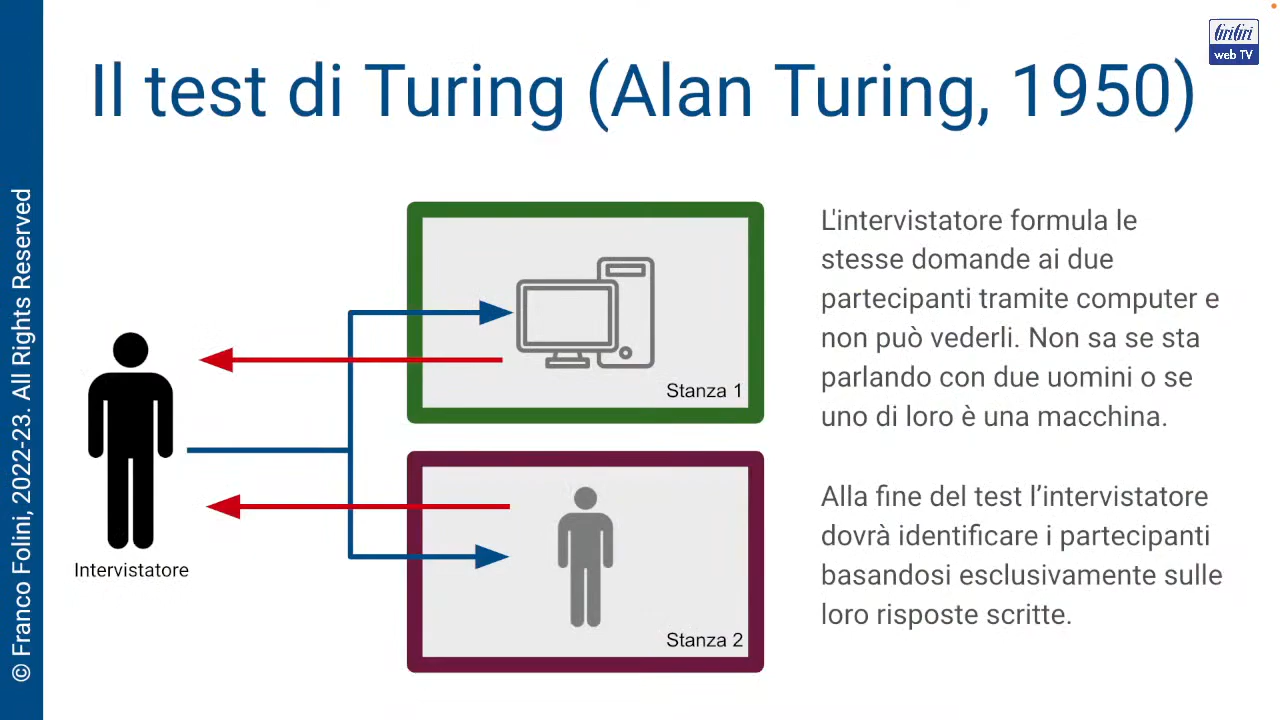 BriBri
web TV
Il test di Turing (Alan Turing, 1950)
© Franco Folini, 2022-23. All Rights Reserved
L'intervistatore formula le
stesse domande ai due
partecipanti tramite computer e
non può vederli. Non sa se sta
parlando con due uomini o se
uno di loro è una macchina.
Alla fine del test l’intervistatore
dovrà identificare i partecipanti
basandosi esclusivamente sulle
loro risposte scritte.
Stanza 1
Intervistatore
Stanza 2